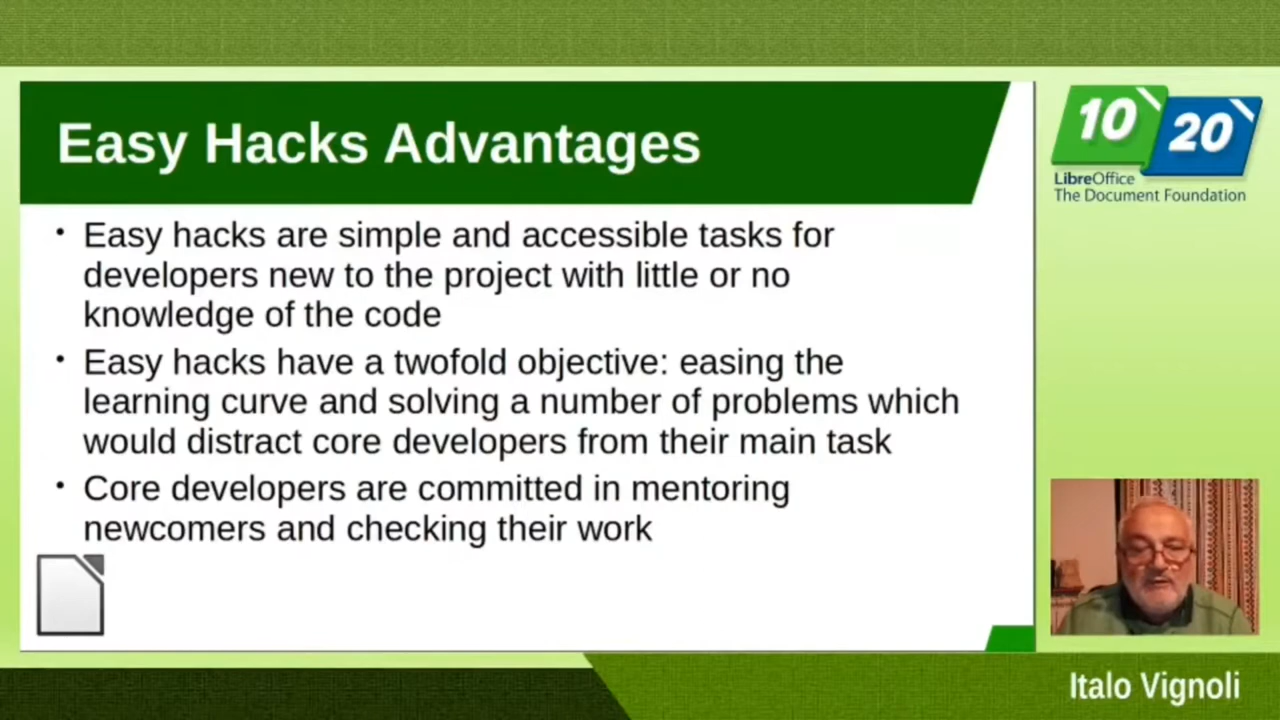 Easy Hacks Advantages
• Easy hacks are simple and accessible tasks for
developers new to the project with little or no
knowledge of the code
• Easy hacks have a twofold objective: easing the
learning curve and solving a number of problems which
would distract core developers from their main task
• Core developers are committed in mentoring
newcomers and checking their work
10
20
LibreOffice
The Document Foundation
Italo Vignoli